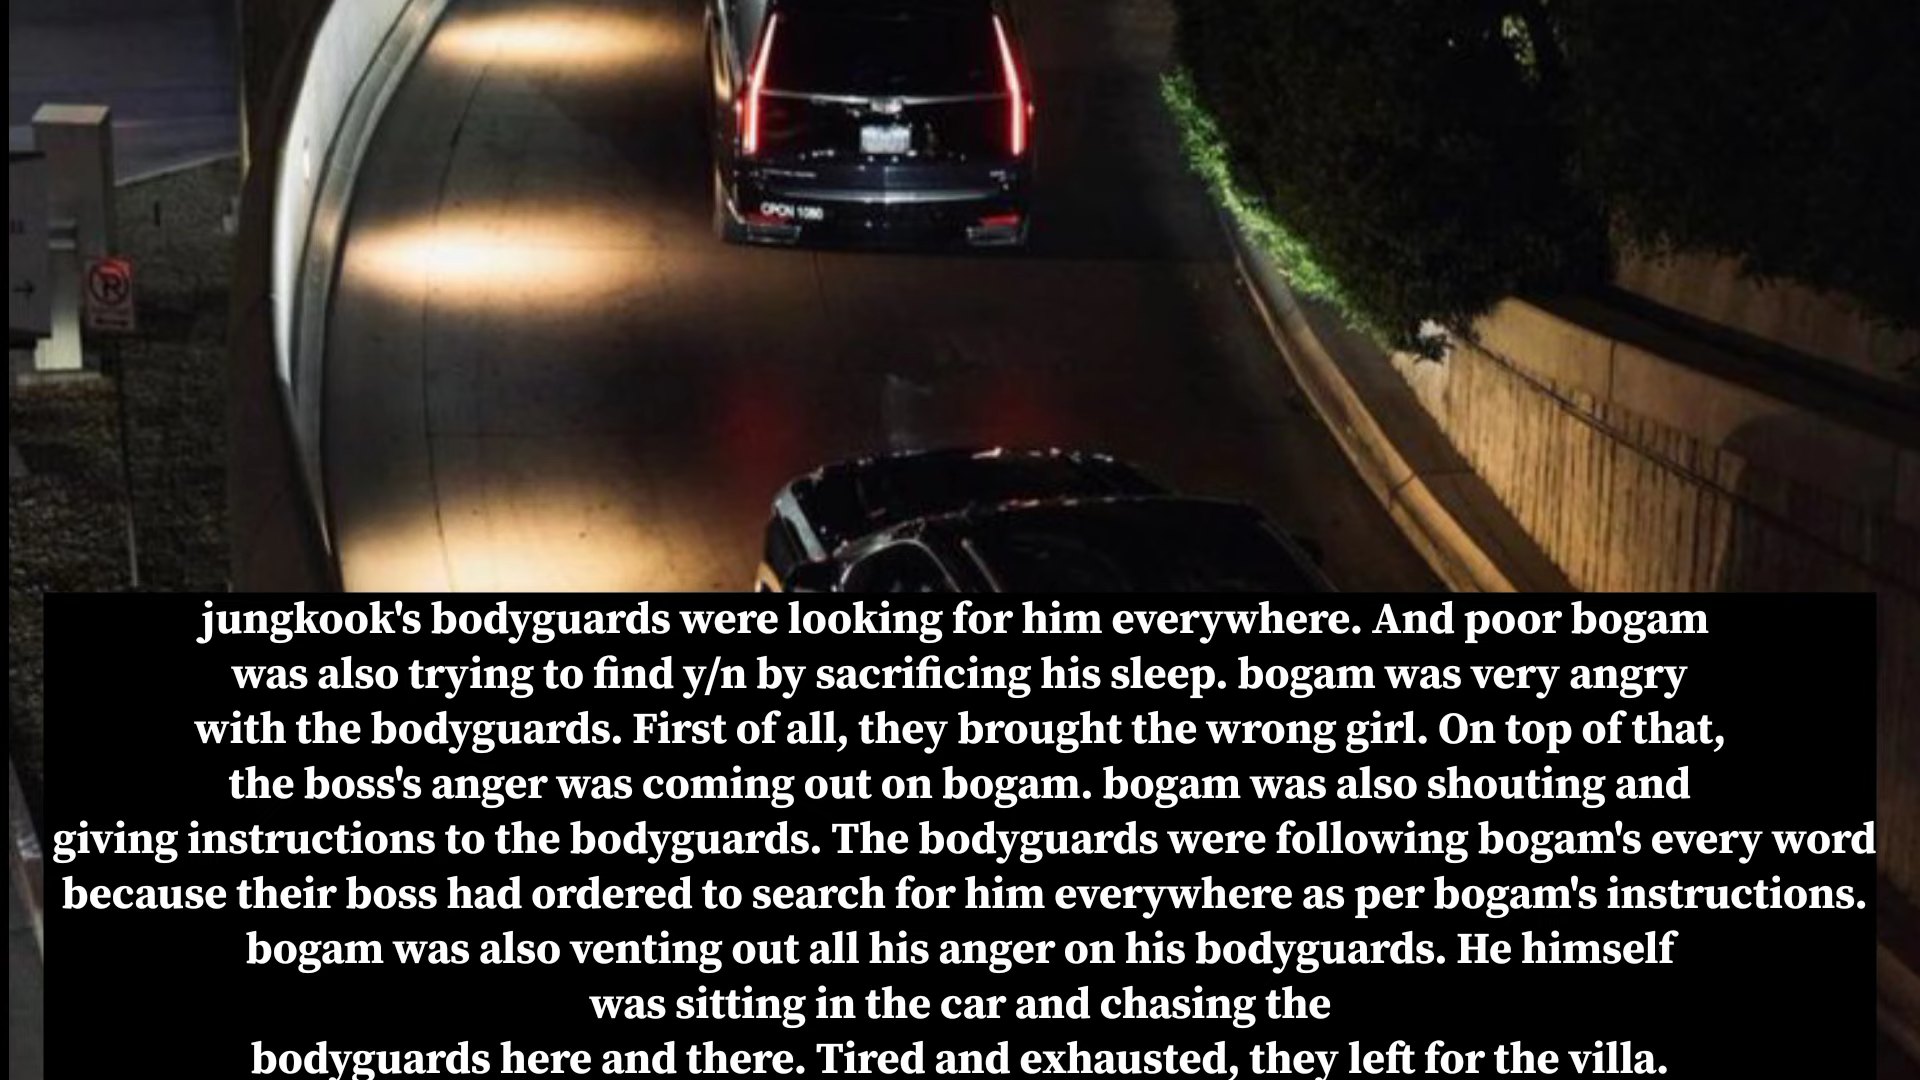 CPCN 1080
jungkook's bodyguards were looking for him everywhere. And poor bogam
was also trying to find y/n by sacrificing his sleep. bogam was very angry
with the bodyguards. First of all, they brought the wrong girl. On top of that,
the boss's anger was coming out on bogam. bogam was also shouting and
giving instructions to the bodyguards. The bodyguards were following bogam's every word
because their boss had ordered to search for him everywhere as per bogam's instructions.
bogam was also venting out all his anger on his bodyguards. He himself
was sitting in the car and chasing the
bodyguards here and there. Tired and exhausted, they left for the villa.